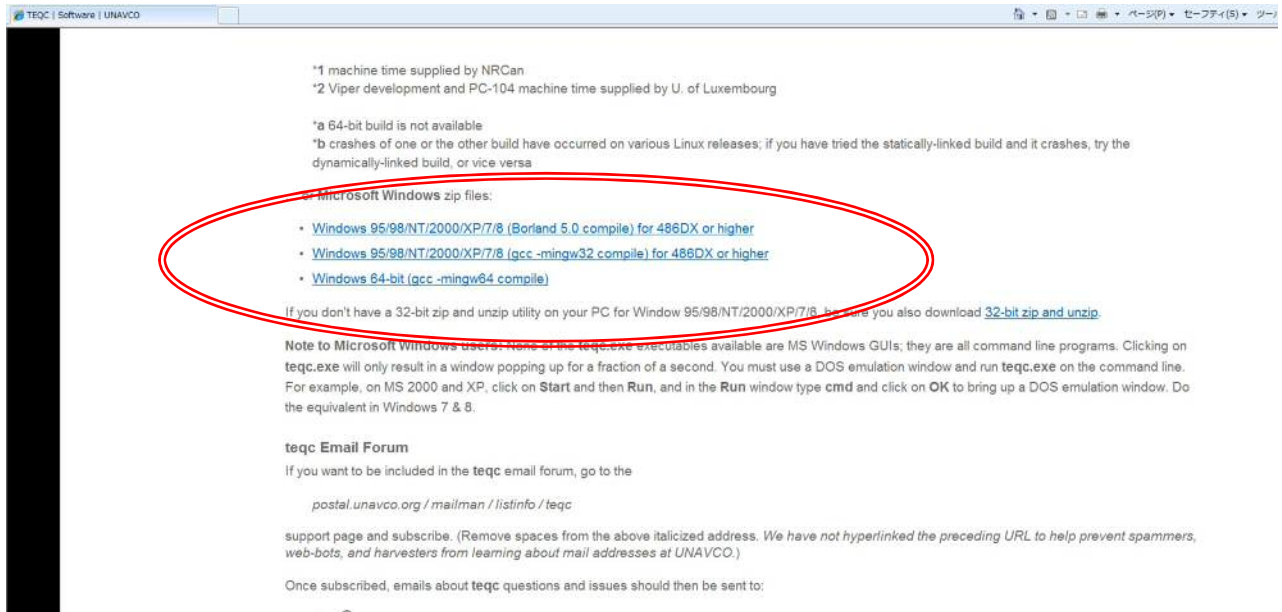 TEQC | Software | UNAVCO
ページ(P) セーフティ(S)
*1 machine time supplied by NRCan
*2 Viper development and PC-104 machine time supplied by U. of Luxembourg
*a 64-bit build is not available
*b crashes of one or the other build have occurred on various Linux releases; if you have tried the statically-linked build and it crashes, try the
dynamically-linked build, or vice versa
Microsoft Windows zip files:
• Windows 95/98/NT/2000/XP/7/8 (Borland 5.0 compile) for 486DX or higher
• Windows 95/98/NT/2000/XP/7/8 (gcc -mingw32 compile) for 486DX or higher
• Windows 64-bit (gcc -mingw64 compile)
If you don't have a 32-bit zip and unzip utility on your PC for Window 95/98/NT/2000/XP/7/8, be sure you also download 32-bit zip and unzip.
Note to Microsoft Windows users: None of the teqc.exe executables available are MS Windows GUIs; they are all command line programs. Clicking on
teqc.exe will only result in a window popping up for a fraction of a second. You must use a DOS emulation window and run teqc.exe on the command line.
For example, on MS 2000 and XP, click on Start and then Run, and in the Run window type cmd and click on OK to bring up a DOS emulation window. Do
the equivalent in Windows 7 & 8.
teqc Email Forum
If you want to be included in the teqc email forum, go to the
postal.unavco.org / mailman / listinfo / teqc
support page and subscribe. (Remove spaces from the above italicized address. We have not hyperlinked the preceding URL to help prevent spammers,
web-bots, and harvesters from learning about mail addresses at UNAVCO.)
Once subscribed, emails about teqc questions and issues should then be sent to: